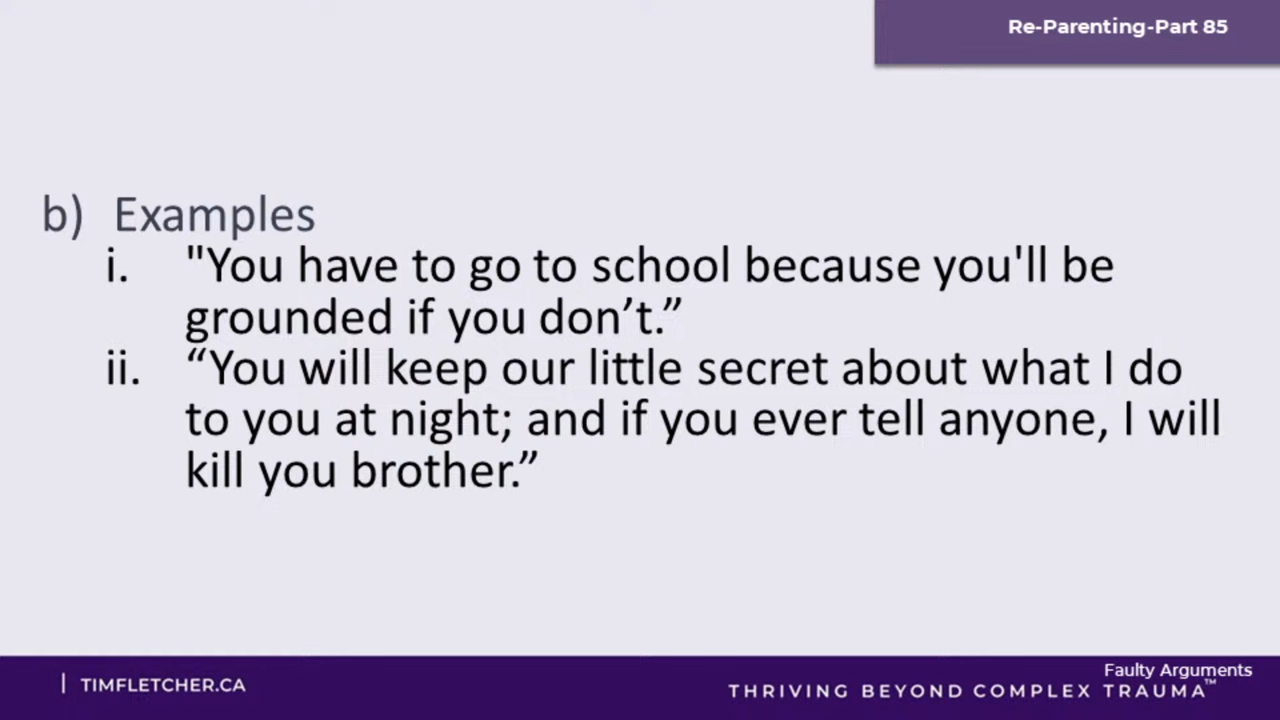 Re-Parenting-Part 85
b) Examples
i. "You have to go to school because you'll be
grounded if you don’t.”
ii. “You will keep our little secret about what I do
to you at night; and if you ever tell anyone, I will
kill you brother.”
| TIMFLETCHER.CA
Faulty Arguments
THRIVING BEYOND COMPLEX TRAUMA™